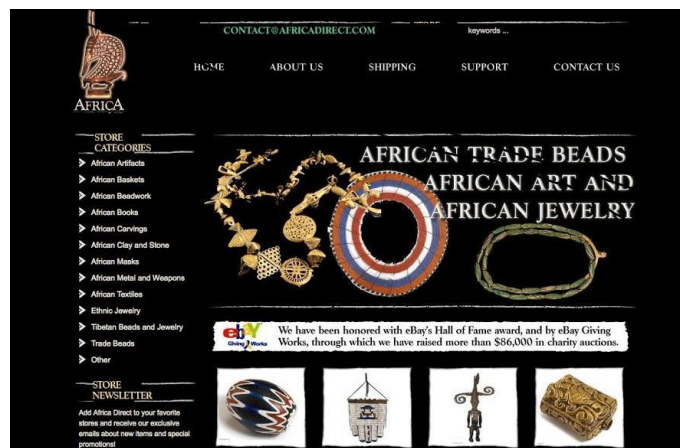 CONTACT@AFRICADIRECT.COM
keywords ...
HOME
ABOUT US
SHIPPING
SUPPORT
CONTACT US
AFRICA
STORE
CATEGORIES
African Artifacts
African Baskets
African Beadwork
African Books
African Carvings
African Clay and Stone
African Masks
African Metal and Weapons
African Textiles
Ethnic Jewelry
Tibetan Beads and Jewelry
Trade Beads
Other
AFRICAN TRADE BEADS
AFRICAN ART AND
AFRICAN JEWELRY
ebY
Giving Works
We have been honored with eBay's Hall of Fame award, and by eBay Giving
Works, through which we have raised more than $86,000 in charity auctions.
STORE
NEWSLETTER
Add Africa Direct to your favorite
stores and receive our exclusive
emails about new items and special
promotions!